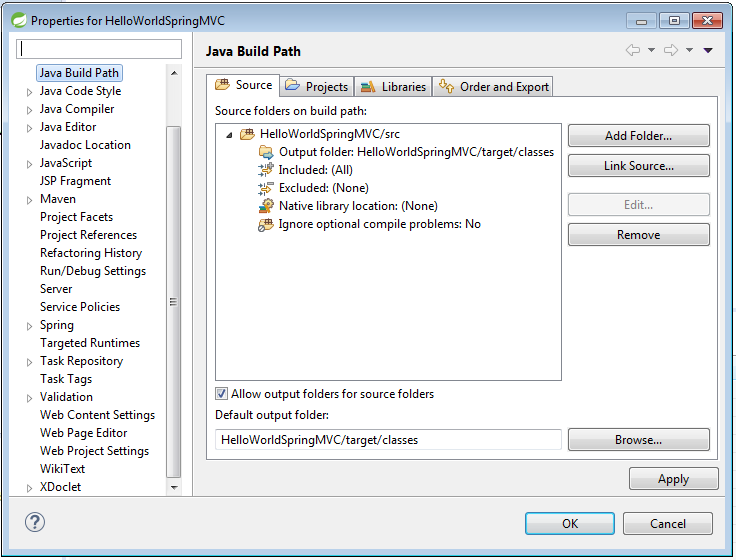 Properties for HelloWorldSpringMVC
Java Build Path
Java Code Style
Java Compiler
Java Editor
Javadoc Location
JavaScript
JSP Fragment
Maven
Project Facets
Project References
Refactoring History
Run/Debug Settings
Server
Service Policies
Spring
Targeted Runtimes
Task Repository
Task Tags
Validation
Web Content Settings
Web Page Editor
Web Project Settings
WikiText
XDoclet
Java Build Path
Source Projects Libraries Order and Export
Source folders on build path:
HelloWorldSpringMVC/src
Output folder: HelloWorldSpringMVC/target/classes
Included: (All)
Excluded: (None)
Native library location: (None)
Ignore optional compile problems: No
Add Folder...
Link Source...
Edit...
Remove
Allow output folders for source folders
Default output folder:
HelloWorldSpringMVC/target/classes
Browse...
Apply
? OK Cancel